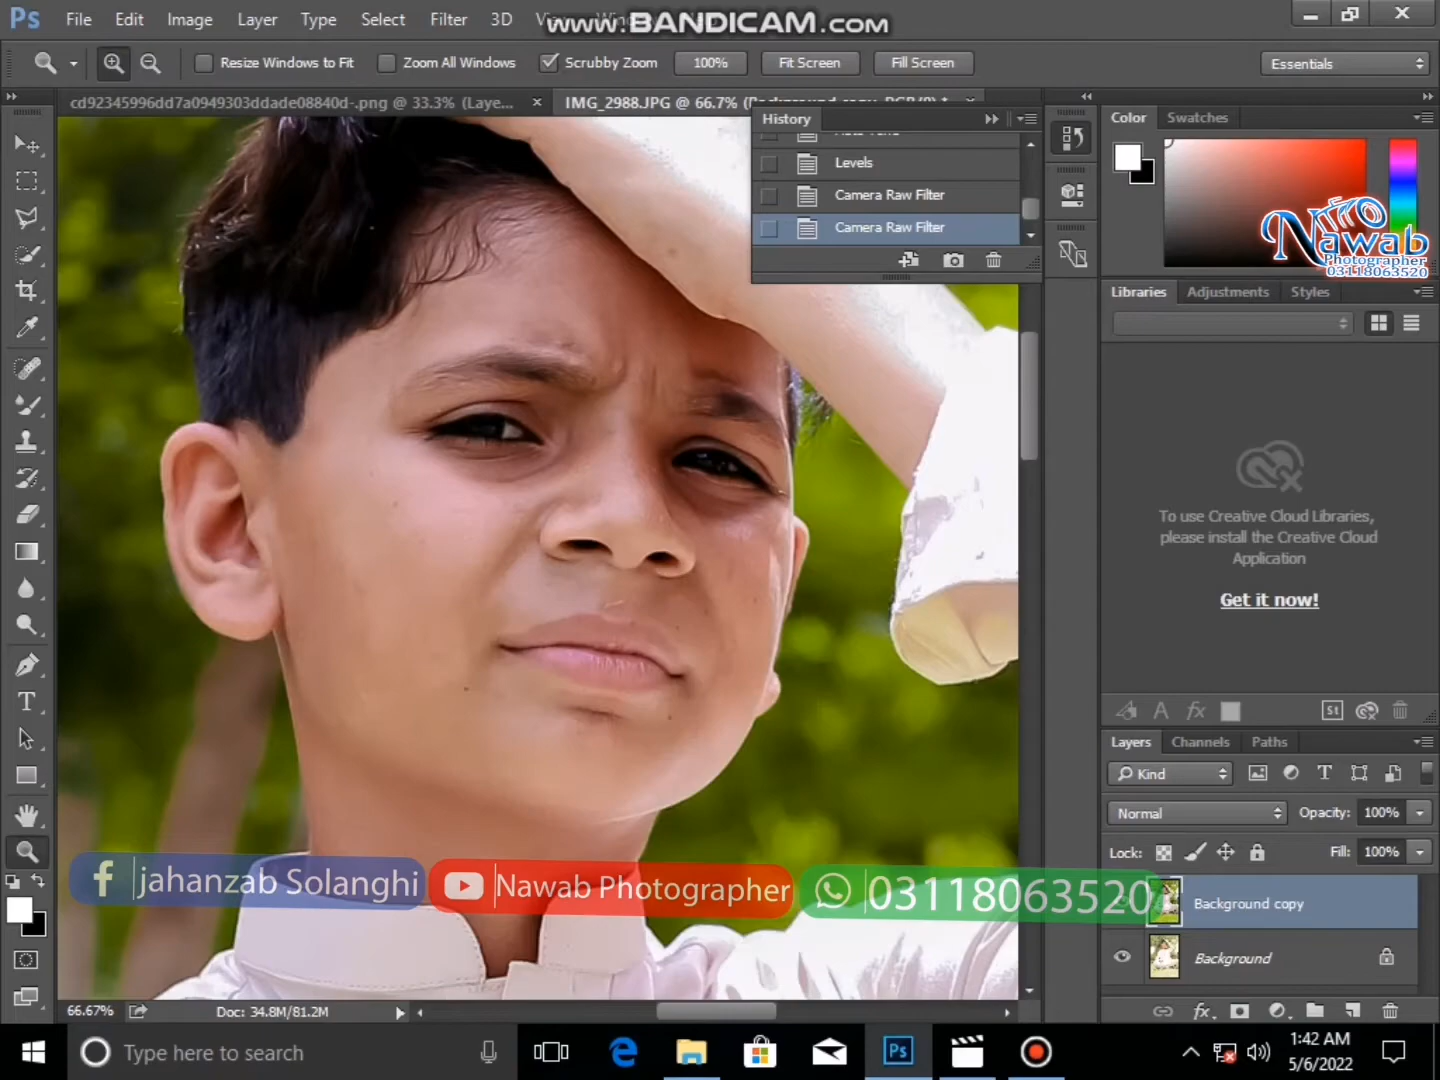 Ps File Edit Image Layer Type Select Filter 3D
www.BANDICAM.com
Resize Windows to Fit Zoom All Windows Scrubby Zoom 100% Fit Screen Fill Screen Essentials
cd92345996dd7a0949303ddade08840d-.png @ 33.3% (Laye... × IMG_2988.JPG @ 66.7% (Background copy, RGB/8) * ×
History
Levels
Camera Raw Filter
Camera Raw Filter
Color Swatches
Nawab
Photographer
03118063520
Libraries Adjustments Styles
To use Creative Cloud Libraries,
please install the Creative Cloud
Application
Get it now!
St
Layers Channels Paths
Kind
Normal Opacity: 100%
Lock: Fill: 100%
Background copy
Background
jahanzab Solanghi
Nawab Photographer
03118063520
66.67% Doc: 34.8M/81.2M
Type here to search
Ps
1:42 AM
5/6/2022